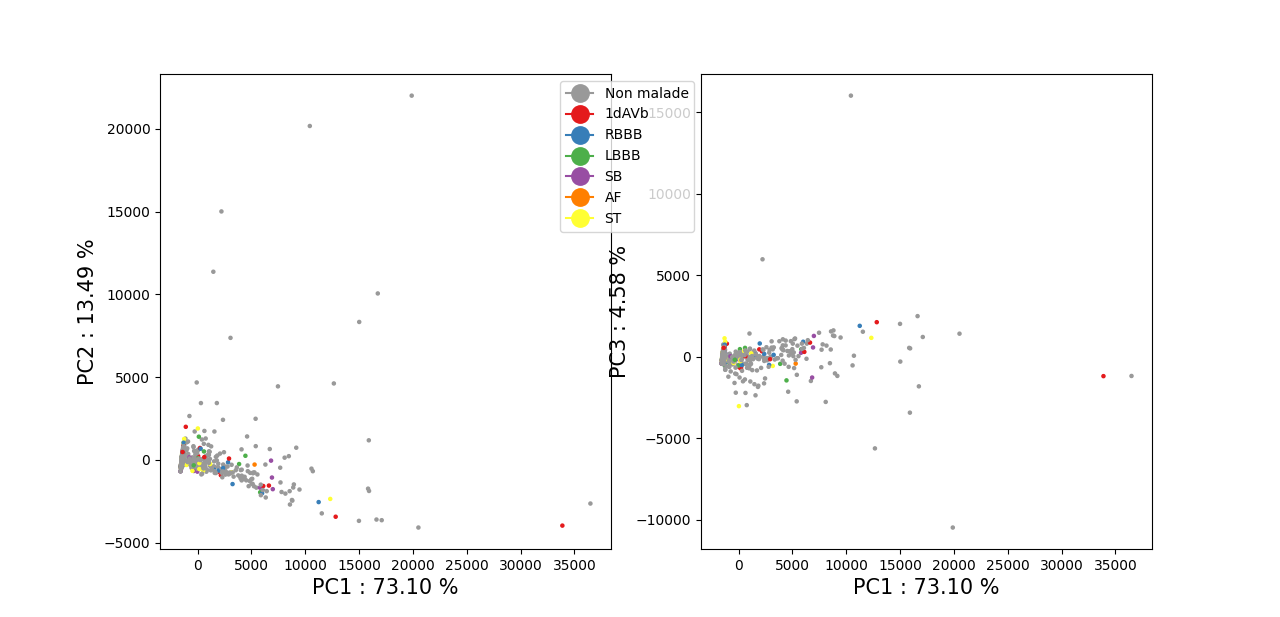 PC2 : 13.49 %
20000
15000
10000
5000
0
−5000
0 5000 10000 15000 20000 25000 30000 35000
PC1 : 73.10 %
Non malade
1dAVb
RBBB
LBBB
SB
AF
ST
PC3 : 4.58 %
15000
10000
5000
0
−5000
−10000
0 5000 10000 15000 20000 25000 30000 35000
PC1 : 73.10 %